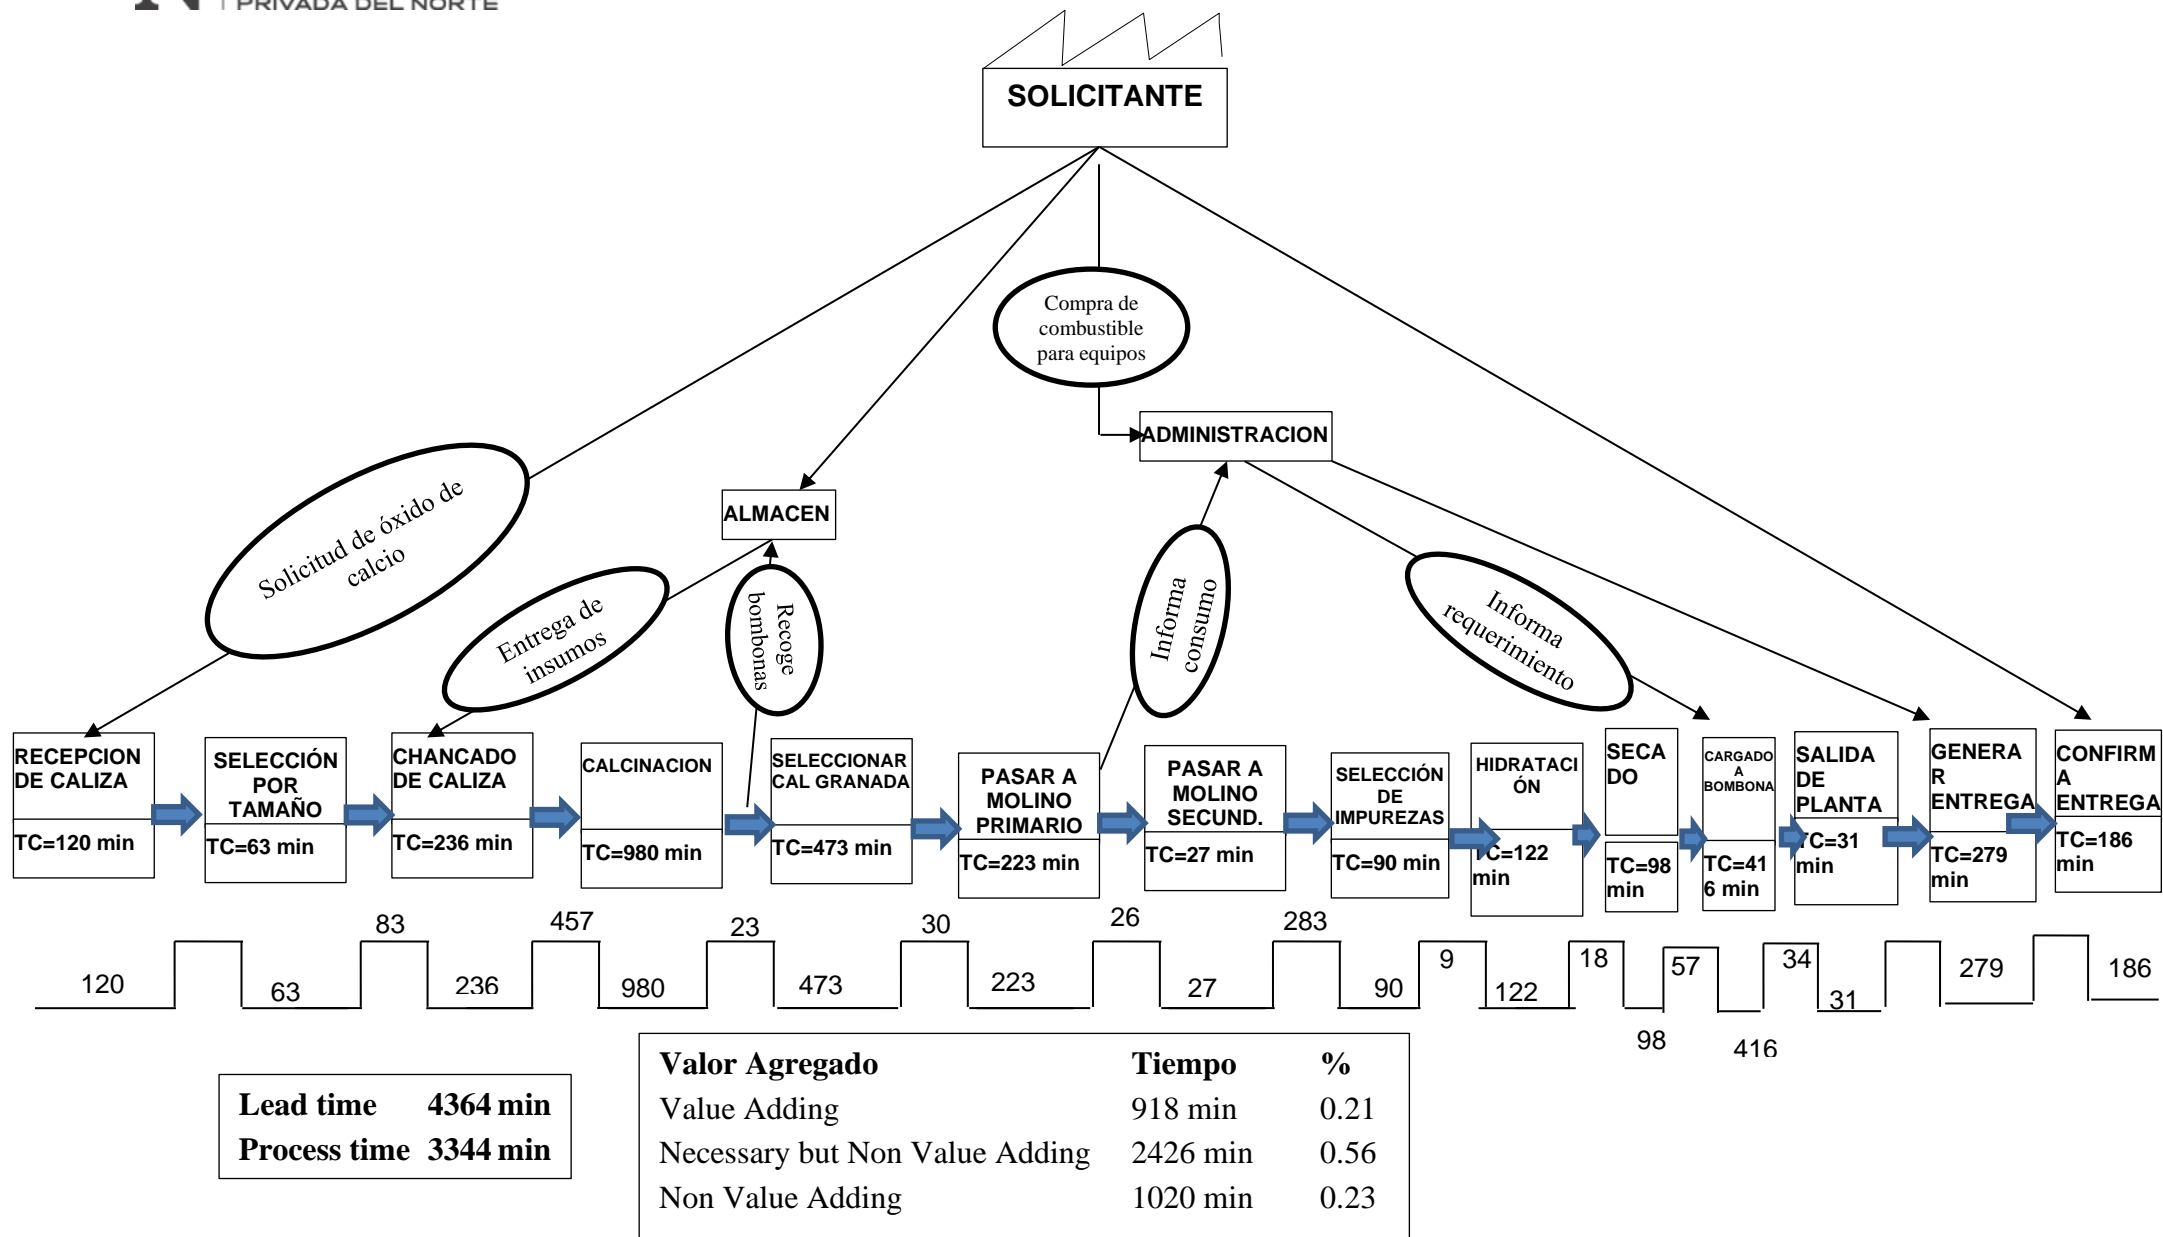 PRIVADA DEL NORTE
SOLICITANTE
Compra de
combustible
para equipos
ADMINISTRACION
ALMACEN
Solicitud de óxido de
calcio
Entrega de
insumos
Recoge
bombonas
Informa
consumo
Informa
requerimiento
RECEPCION
DE CALIZA
TC=120 min
SELECCIÓN
POR
TAMAÑO
TC=63 min
CHANCADO
DE CALIZA
TC=236 min
CALCINACION
TC=980 min
SELECCIONAR
CAL GRANADA
TC=473 min
PASAR A
MOLINO
PRIMARIO
TC=223 min
PASAR A
MOLINO
SECUND.
TC=27 min
SELECCIÓN
DE
IMPUREZAS
TC=90 min
HIDRATACI
ÓN
TC=122
min
SECA
DO
TC=98
min
CARGADO
A
BOMBONA
TC=41
6 min
SALIDA
DE
PLANTA
TC=31
min
GENERA
R
ENTREGA
TC=279
min
CONFIRM
A
ENTREGA
TC=186
min
83
457
23
30
26
283
9
18
57
34
120
63
236
980
473
223
27
90
122
98
416
31
279
186
Lead time 4364 min
Process time 3344 min
Valor Agregado Tiempo %
Value Adding 918 min 0.21
Necessary but Non Value Adding 2426 min 0.56
Non Value Adding 1020 min 0.23